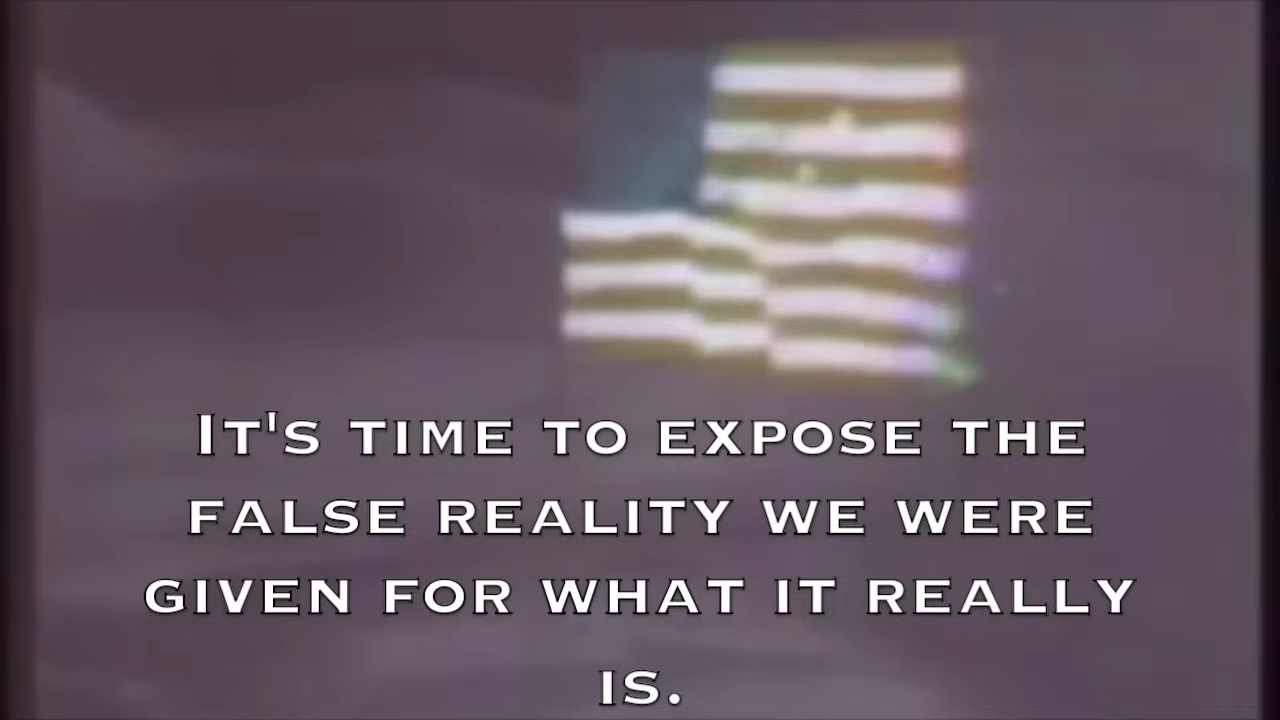 It's time to expose the
false reality we were
given for what it really
is.